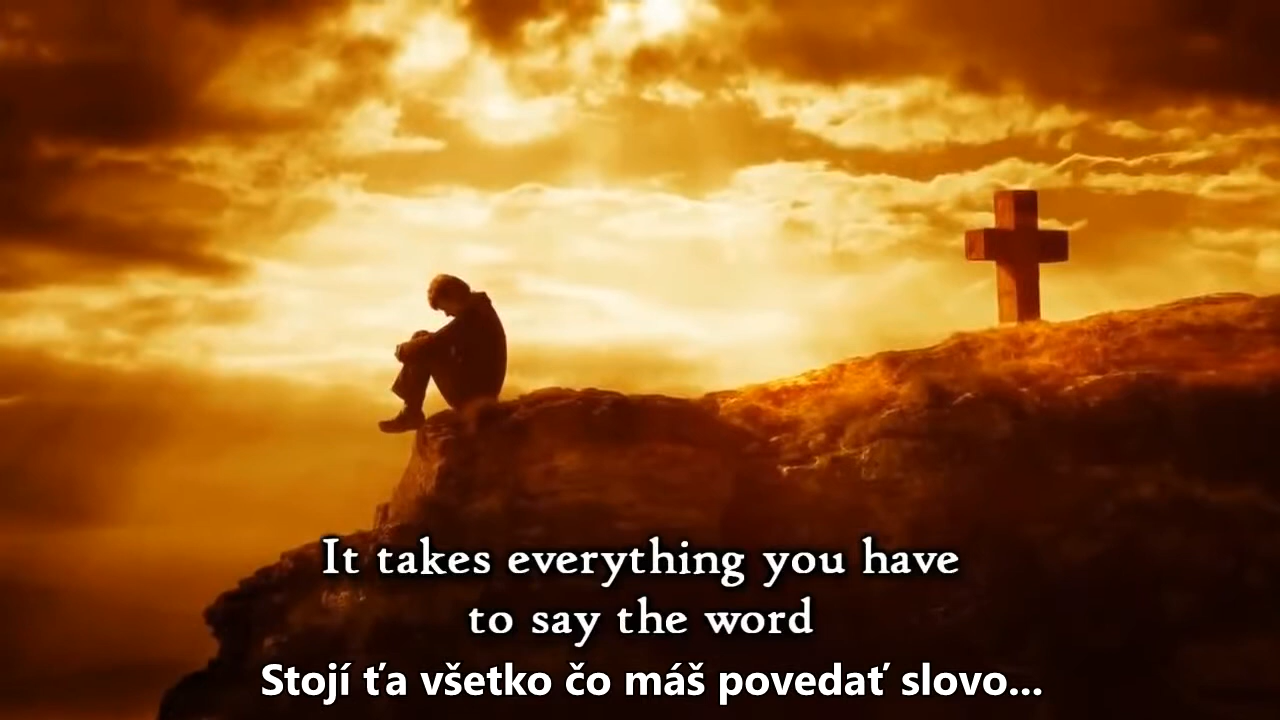 It takes everything you have
to say the word
Stojí ťa všetko čo máš povedať slovo...